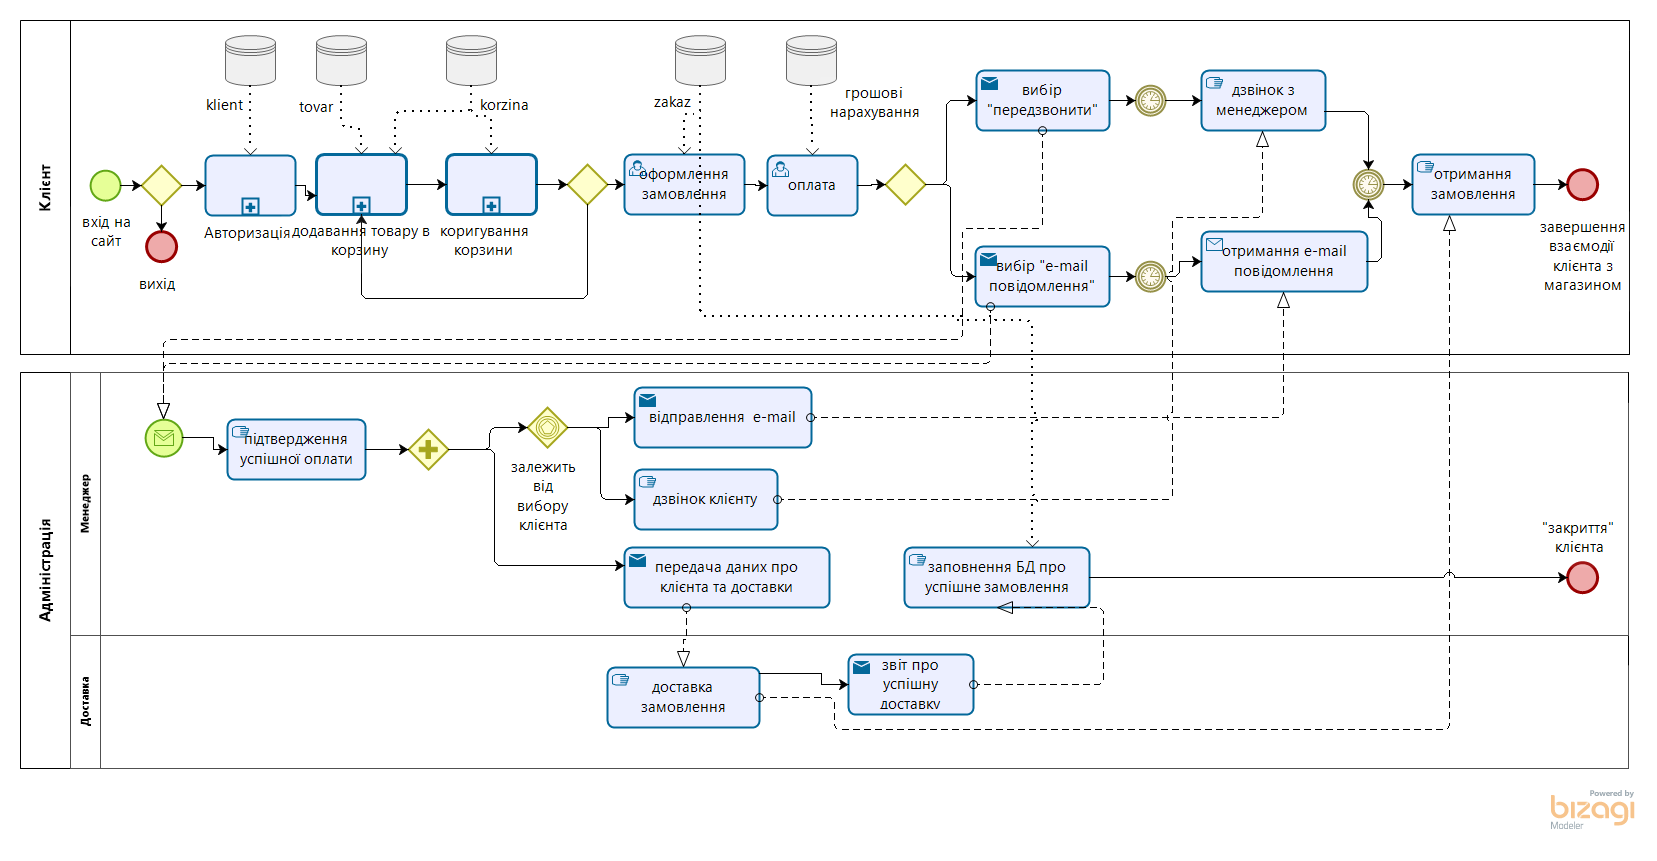 Клієнт
klient
tovar
korzina
zakaz
грошові
нарахування
вхід на
сайт
вихід
Авторизація
додавання товару в
корзину
коригування
корзини
оформлення
замовлення
оплата
вибір
"передзвонити"
вибір "e-mail
повідомлення"
дзвінок з
менеджером
отримання e-mail
повідомлення
отримання
замовлення
завершення
взаємодії
клієнта з
магазином
Адміністрація
Менеджер
підтвердження
успішної оплати
залежить
від
вибору
клієнта
відправлення e-mail
дзвінок клієнту
передача даних про
клієнта та доставки
заповнення БД про
успішне замовлення
"закриття"
клієнта
Доставка
доставка
замовлення
звіт про
успішну
доставку
Powered by
bizagi
Modeler